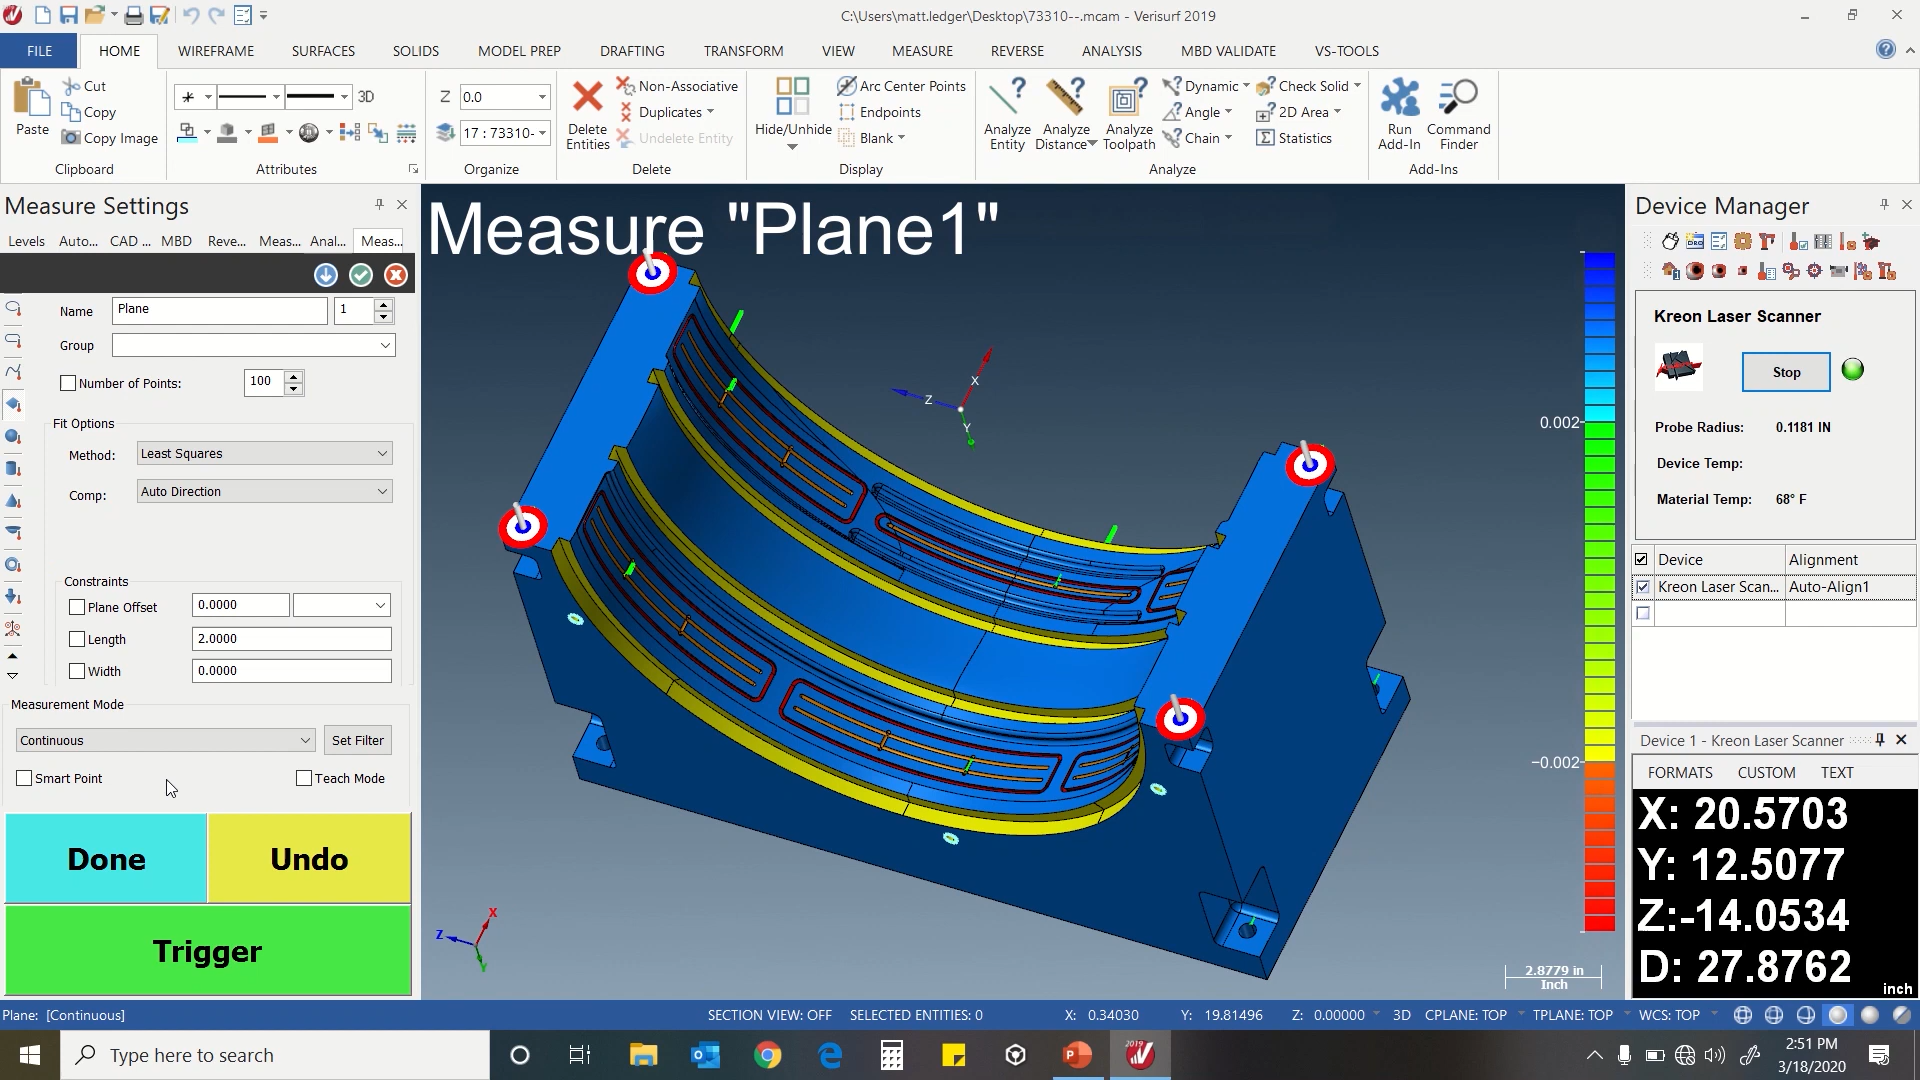 C:\Users\matt.ledger\Desktop\73310--.mcam - Verisurf 2019
FILE HOME WIREFRAME SURFACES SOLIDS MODEL PREP DRAFTING TRANSFORM VIEW MEASURE REVERSE ANALYSIS MBD VALIDATE VS-TOOLS
Paste
Cut
Copy
Copy Image
Clipboard
3D
Attributes
Z 0.0
17 : 73310-
Organize
Delete
Entities
Non-Associative
Duplicates
Undelete Entity
Delete
Hide/Unhide
Arc Center Points
Endpoints
Blank
Display
Analyze
Entity
Analyze
Distance
Analyze
Toolpath
Dynamic
Angle
Chain
Check Solid
2D Area
Statistics
Analyze
Run
Add-In
Command
Finder
Add-Ins
Measure Settings
Levels Auto... CAD ... MBD Reve... Meas... Anal... Meas...
Name Plane 1
Group
Number of Points: 100
Fit Options
Method: Least Squares
Comp: Auto Direction
Constraints
Plane Offset 0.0000
Length 2.0000
Width 0.0000
Measurement Mode
Continuous Set Filter
Smart Point Teach Mode
Done Undo
Trigger
Measure "Plane1"
X
Z
Y
X
Z
Y
0.002
−0.002
2.8779 in
Inch
Device Manager
DRO
Kreon Laser Scanner
Stop
Probe Radius: 0.1181 IN
Device Temp:
Material Temp: 68° F
Device Alignment
Kreon Laser Scan... Auto-Align1
Device 1 - Kreon Laser Scanner
FORMATS CUSTOM TEXT
X: 20.5703
Y: 12.5077
Z:-14.0534
D: 27.8762
inch
Plane: [Continuous] SECTION VIEW: OFF SELECTED ENTITIES: 0 X: 0.34030 Y: 19.81496 Z: 0.00000 3D CPLANE: TOP TPLANE: TOP WCS: TOP
Type here to search
2019
2:51 PM
3/18/2020